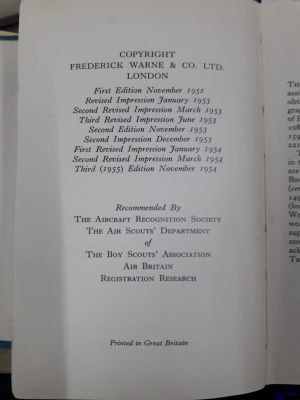 COPYRIGHT
FREDERICK WARNE & CO. LTD.
LONDON
First Edition November 1952
Revised Impression January 1953
Second Revised Impression March 1953
Third Revised Impression June 1953
Second Edition November 1953
Second Impression December 1953
First Revised Impression January 1954
Second Revised Impression March 1954
Third (1955) Edition November 1954
Recommended By
THE AIRCRAFT RECOGNITION SOCIETY
THE AIR SCOUTS' DEPARTMENT
of
THE BOY SCOUTS' ASSOCIATION
AIR BRITAIN
REGISTRATION RESEARCH
Printed in Great Britain